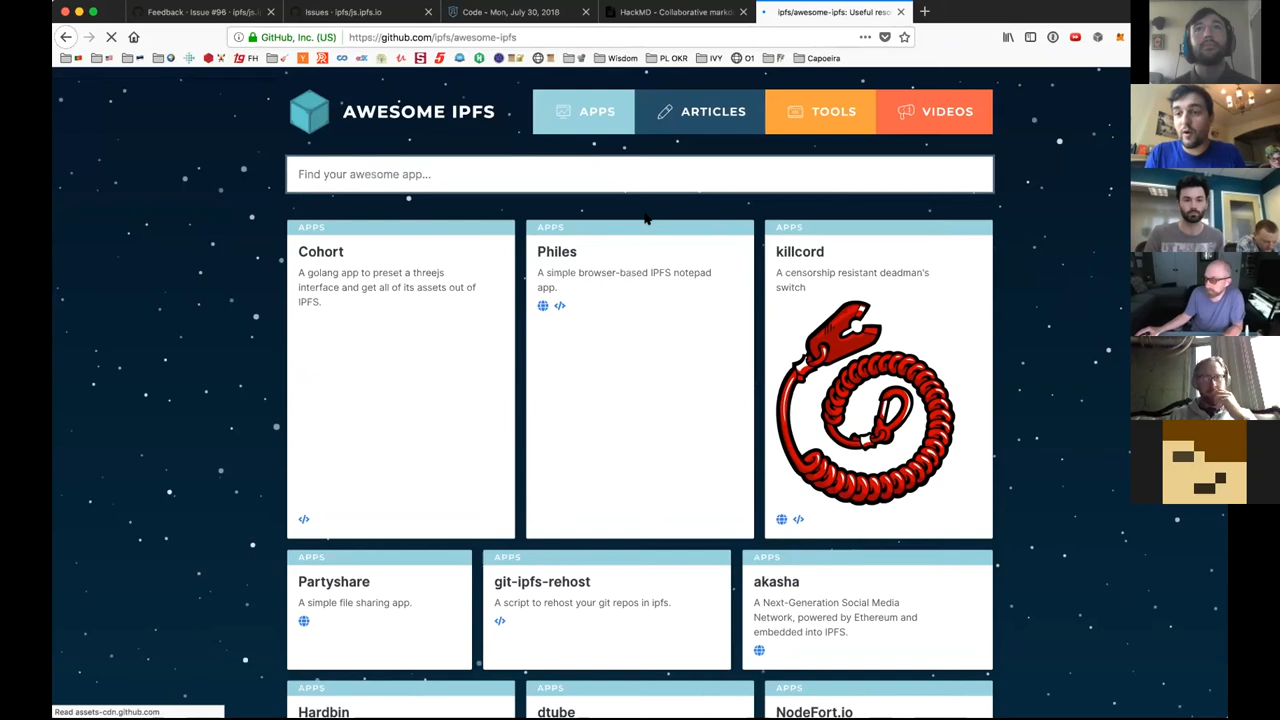 Feedback · Issue #96 · ipfs/js.i
Issues · ipfs/js.ipfs.io
Code - Mon, July 30, 2018
HackMD - Collaborative markd
ipfs/awesome-ipfs: Useful reso
GitHub, Inc. (US)
https://github.com/ipfs/awesome-ipfs
FH
Wisdom
PL OKR
IVY
O1
Capoeira
AWESOME IPFS
APPS
ARTICLES
TOOLS
VIDEOS
Find your awesome app...
APPS
Cohort
A golang app to preset a threejs
interface and get all of its assets out of
IPFS.
APPS
Philes
A simple browser-based IPFS notepad
app.
APPS
killcord
A censorship resistant deadman's
switch
APPS
Partyshare
A simple file sharing app.
APPS
git-ipfs-rehost
A script to rehost your git repos in ipfs.
APPS
akasha
A Next-Generation Social Media
Network, powered by Ethereum and
embedded into IPFS.
APPS
Hardbin
APPS
dtube
APPS
NodeFort.io
Read assets-cdn.github.com